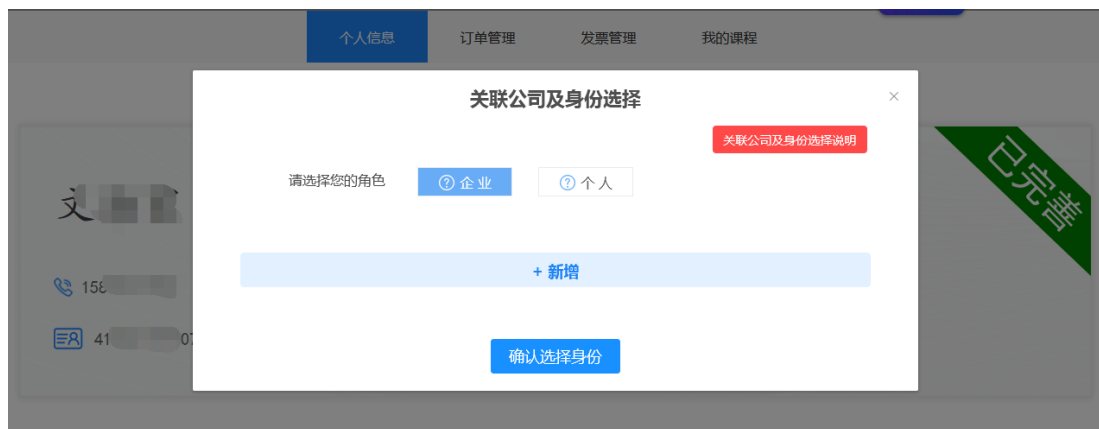 个人信息 订单管理 发票管理 我的课程
关联公司及身份选择
关联公司及身份选择说明
请选择您的角色 企业 个人
已完善
+ 新增
158
41 07
确认选择身份